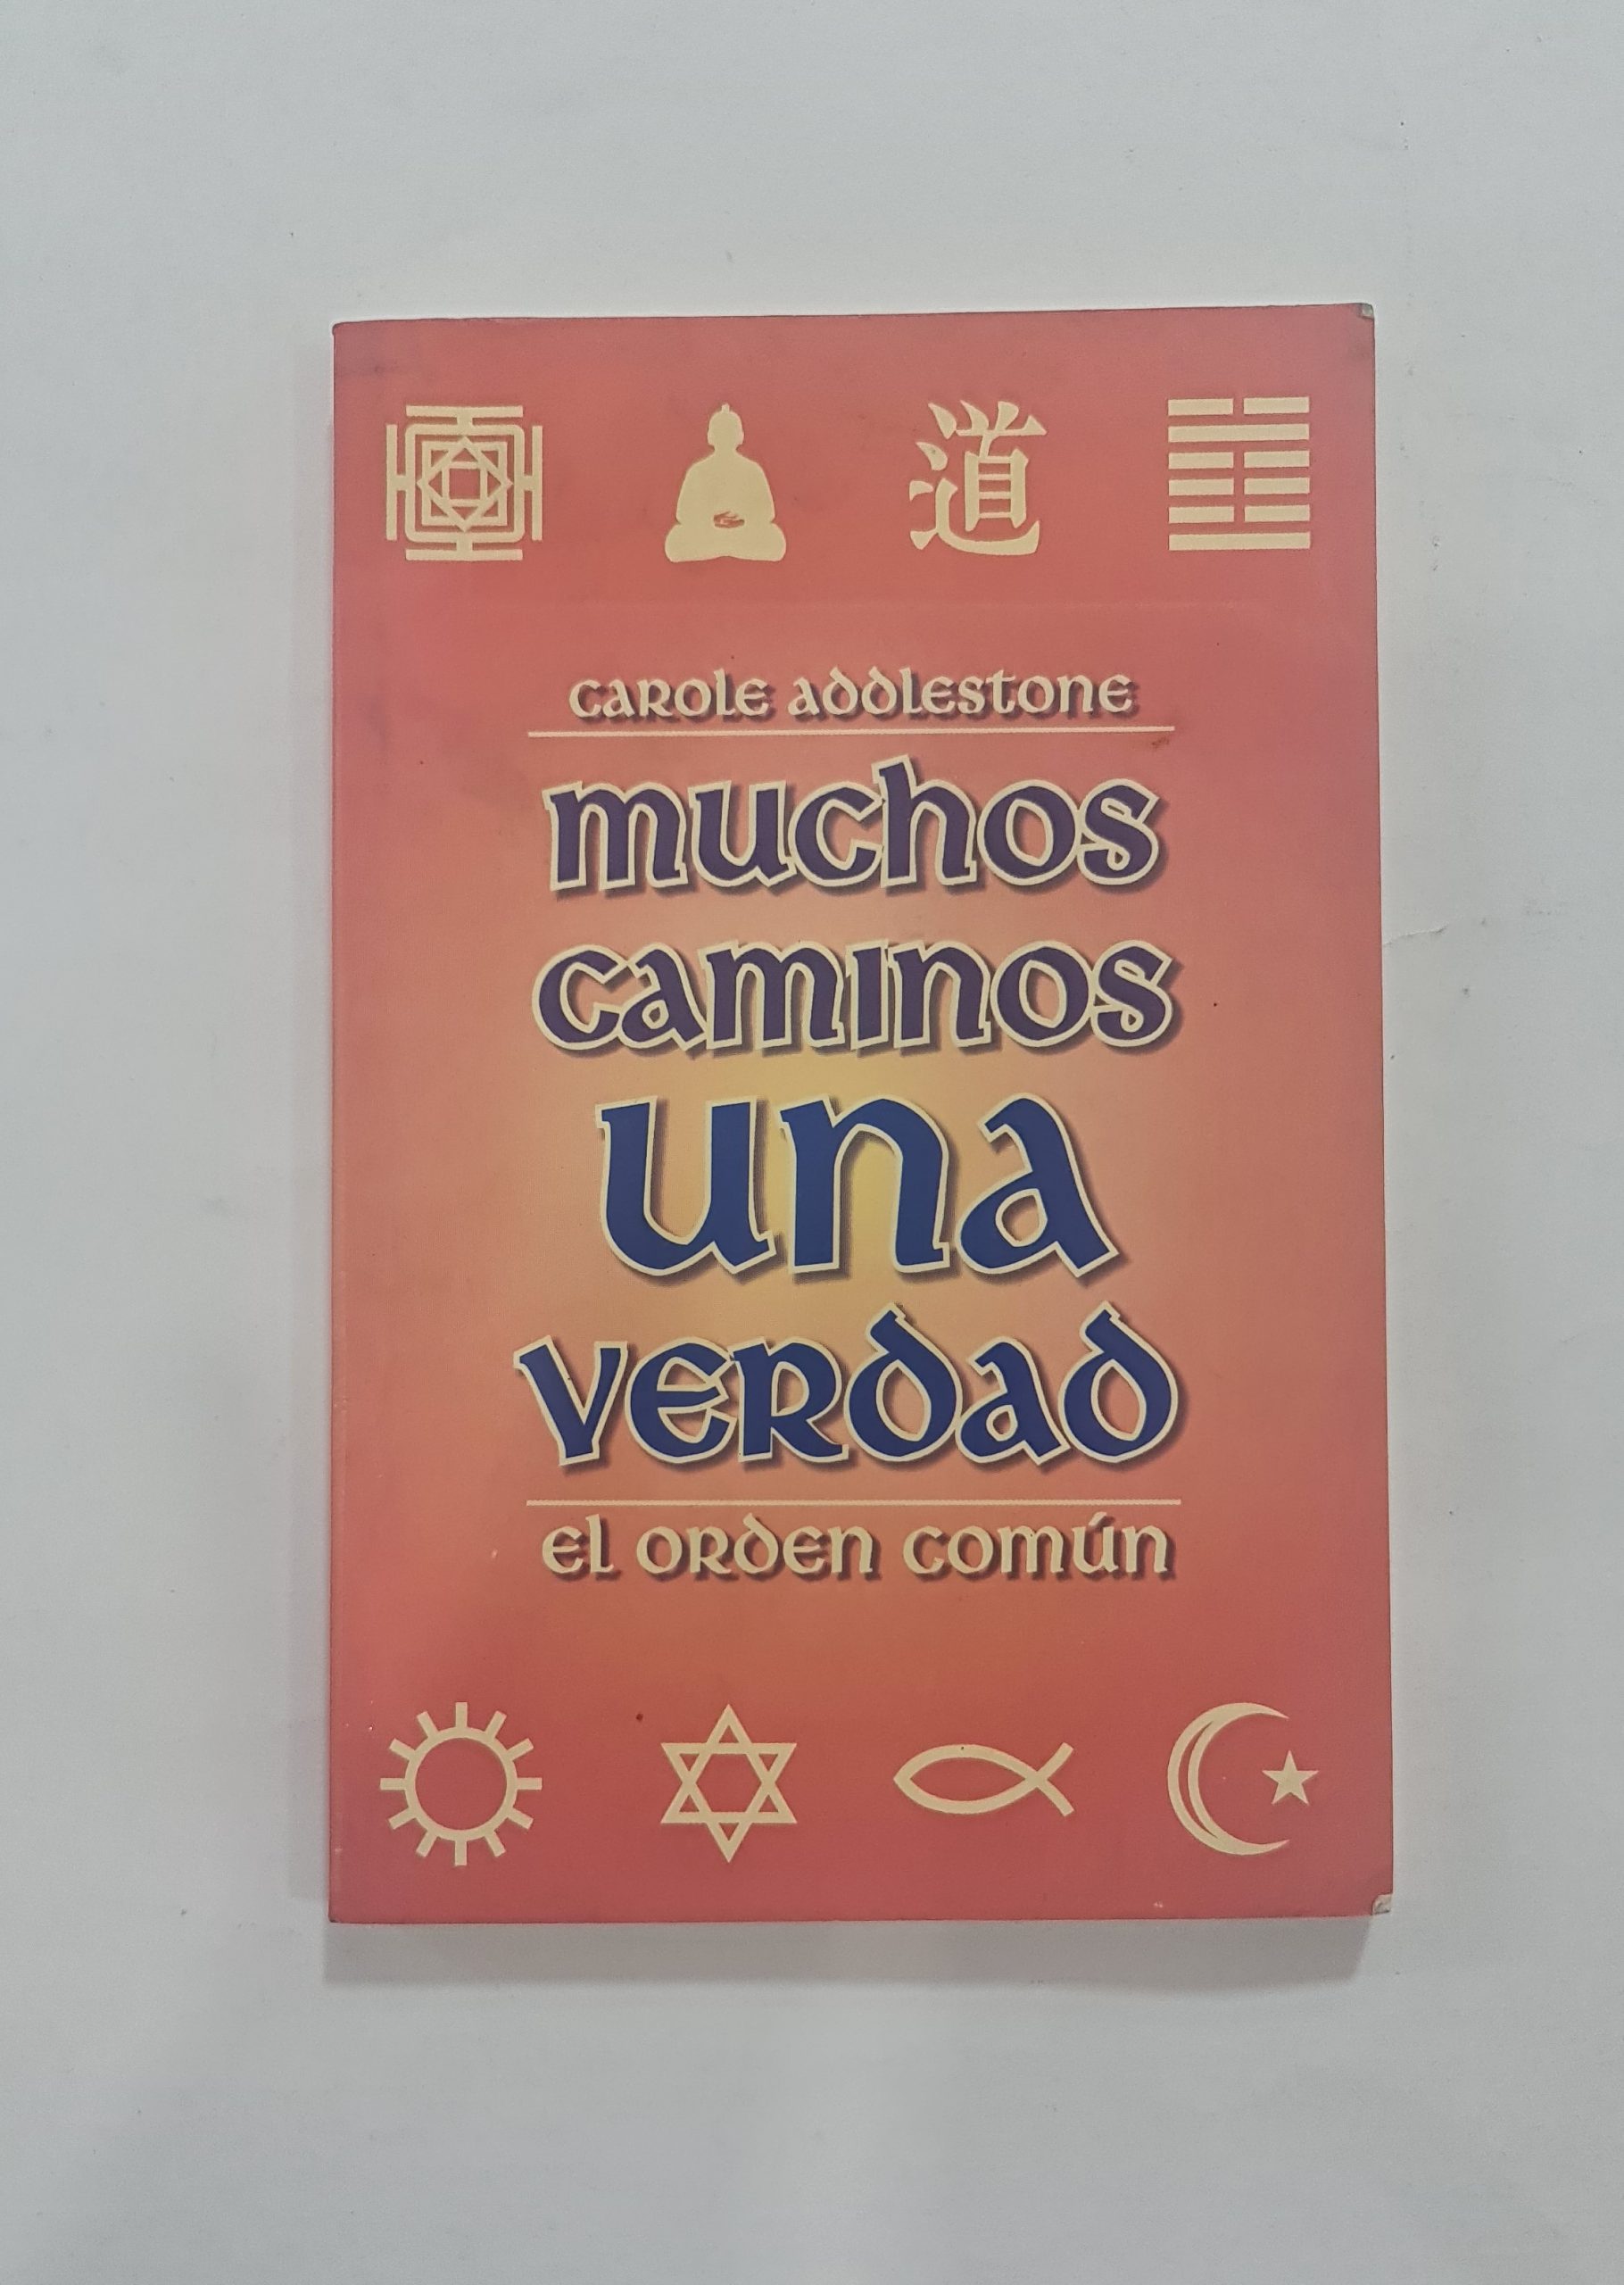 道
CAROLE ADDLESTONE
muchos
caminos
una
verdad
el orden común